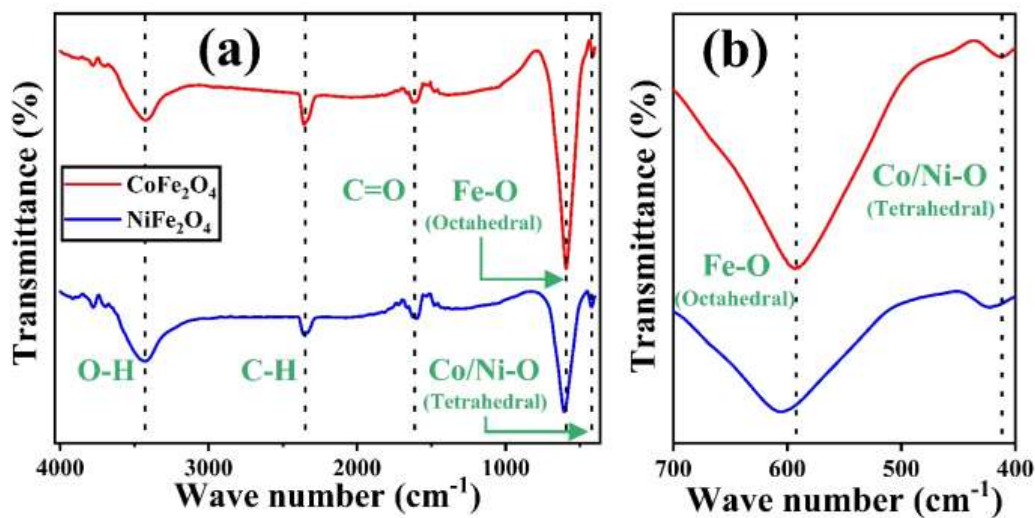 (a)
Transmittance (%)
CoFe₂O₄
NiFe₂O₄
C=O
Fe-O
(Octahedral)
O-H
C-H
Co/Ni-O
(Tetrahedral)
4000 3000 2000 1000
Wave number (cm⁻¹)
(b)
Transmittance (%)
Co/Ni-O
(Tetrahedral)
Fe-O
(Octahedral)
700 600 500 400
Wave number (cm⁻¹)